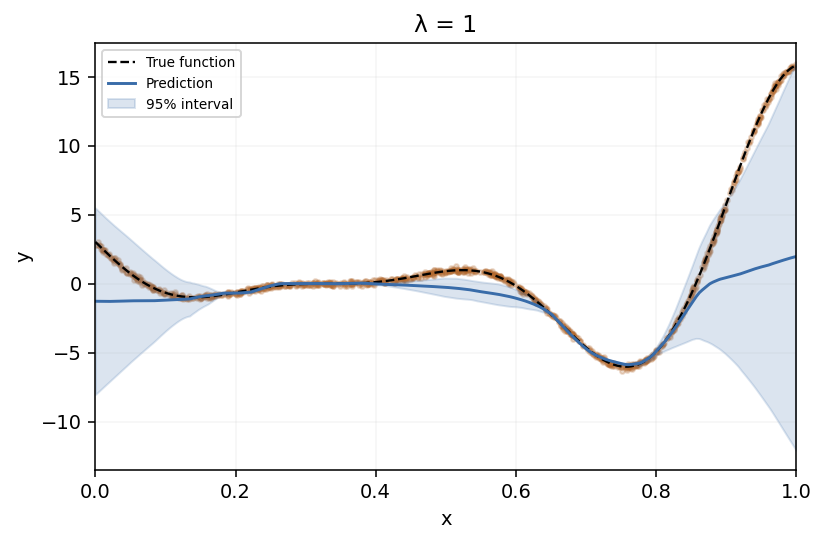 λ = 1
True function
Prediction
95% interval
y
15
10
5
0
−5
−10
0.0 0.2 0.4 0.6 0.8 1.0
x